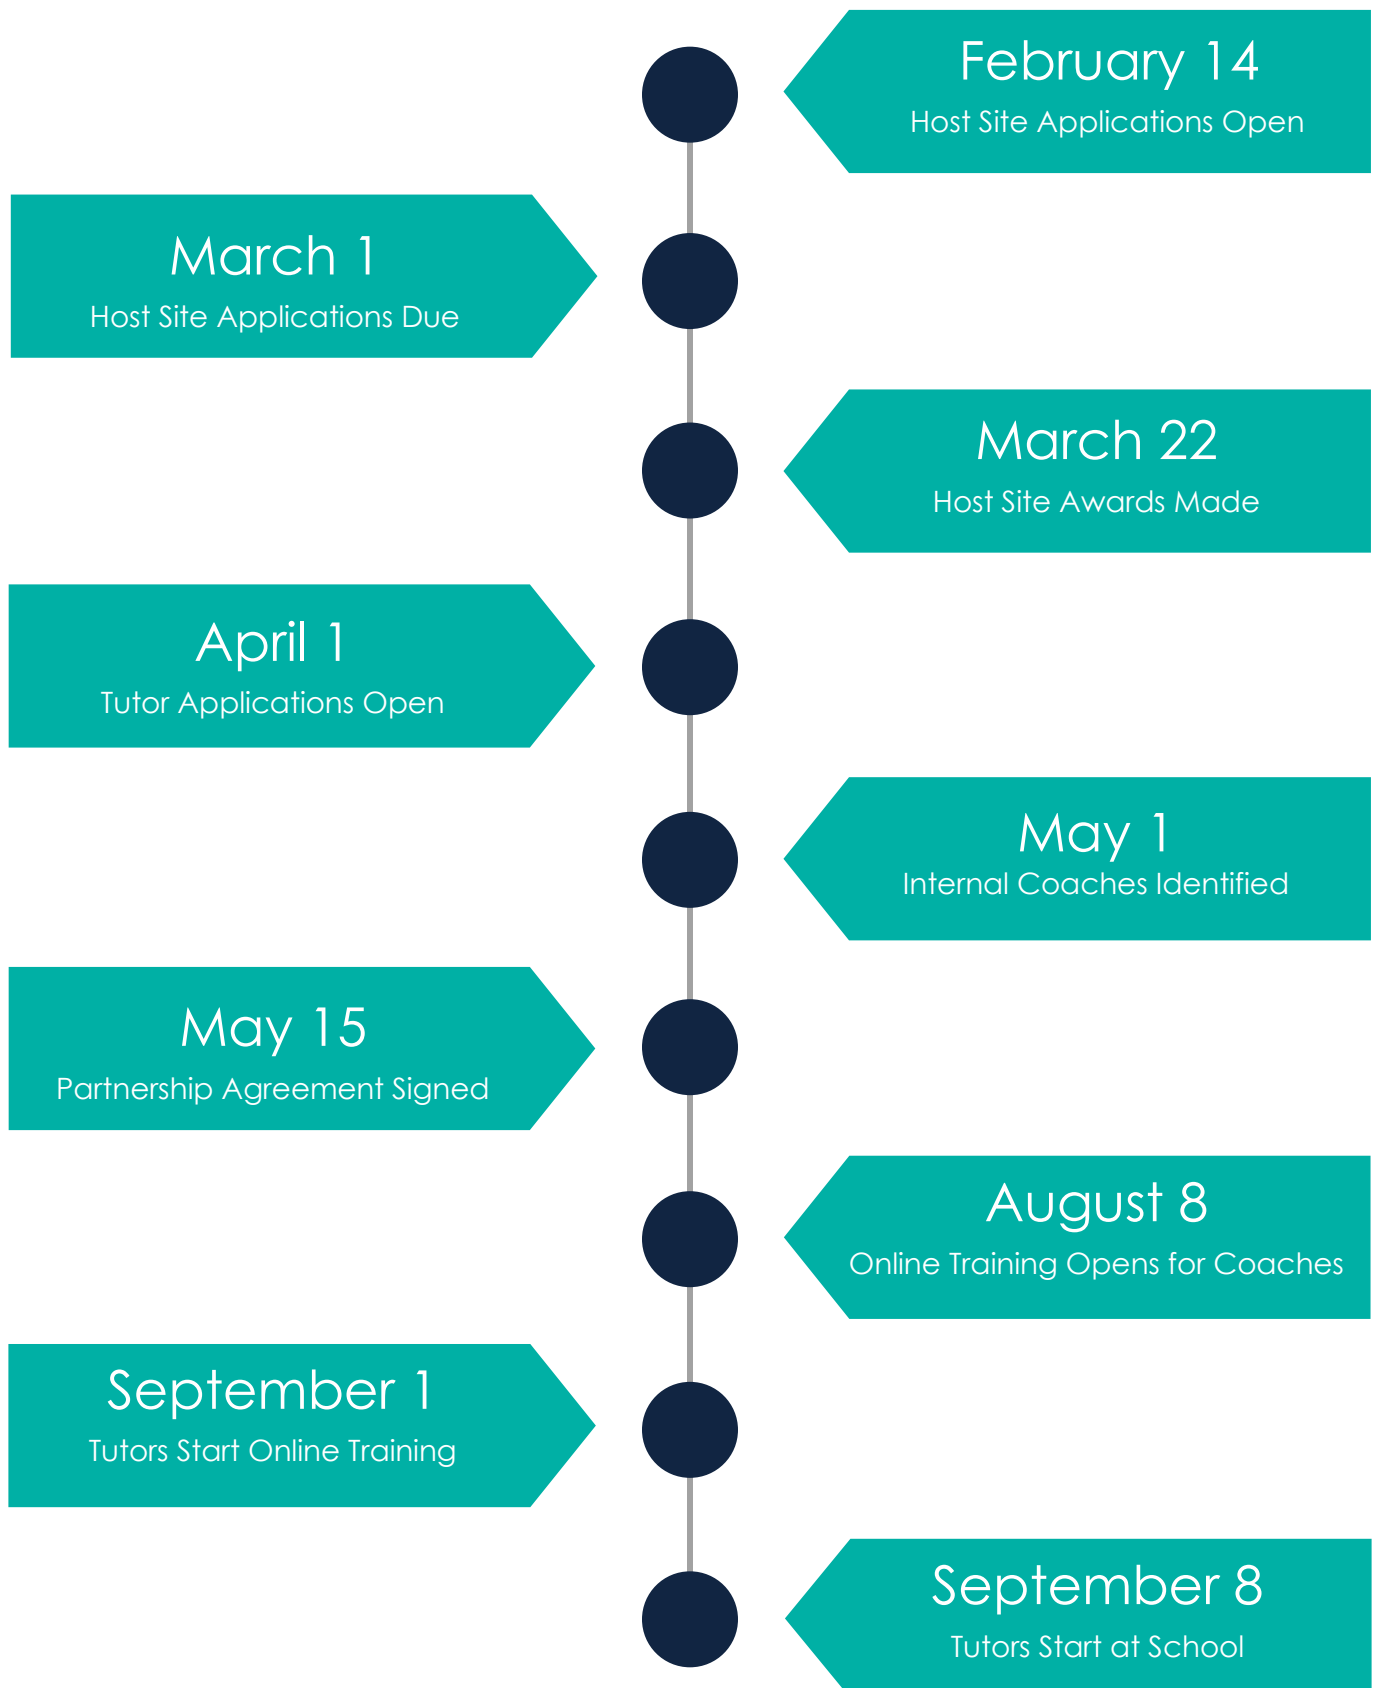 February 14
Host Site Applications Open
March 1
Host Site Applications Due
March 22
Host Site Awards Made
April 1
Tutor Applications Open
May 1
Internal Coaches Identified
May 15
Partnership Agreement Signed
August 8
Online Training Opens for Coaches
September 1
Tutors Start Online Training
September 8
Tutors Start at School